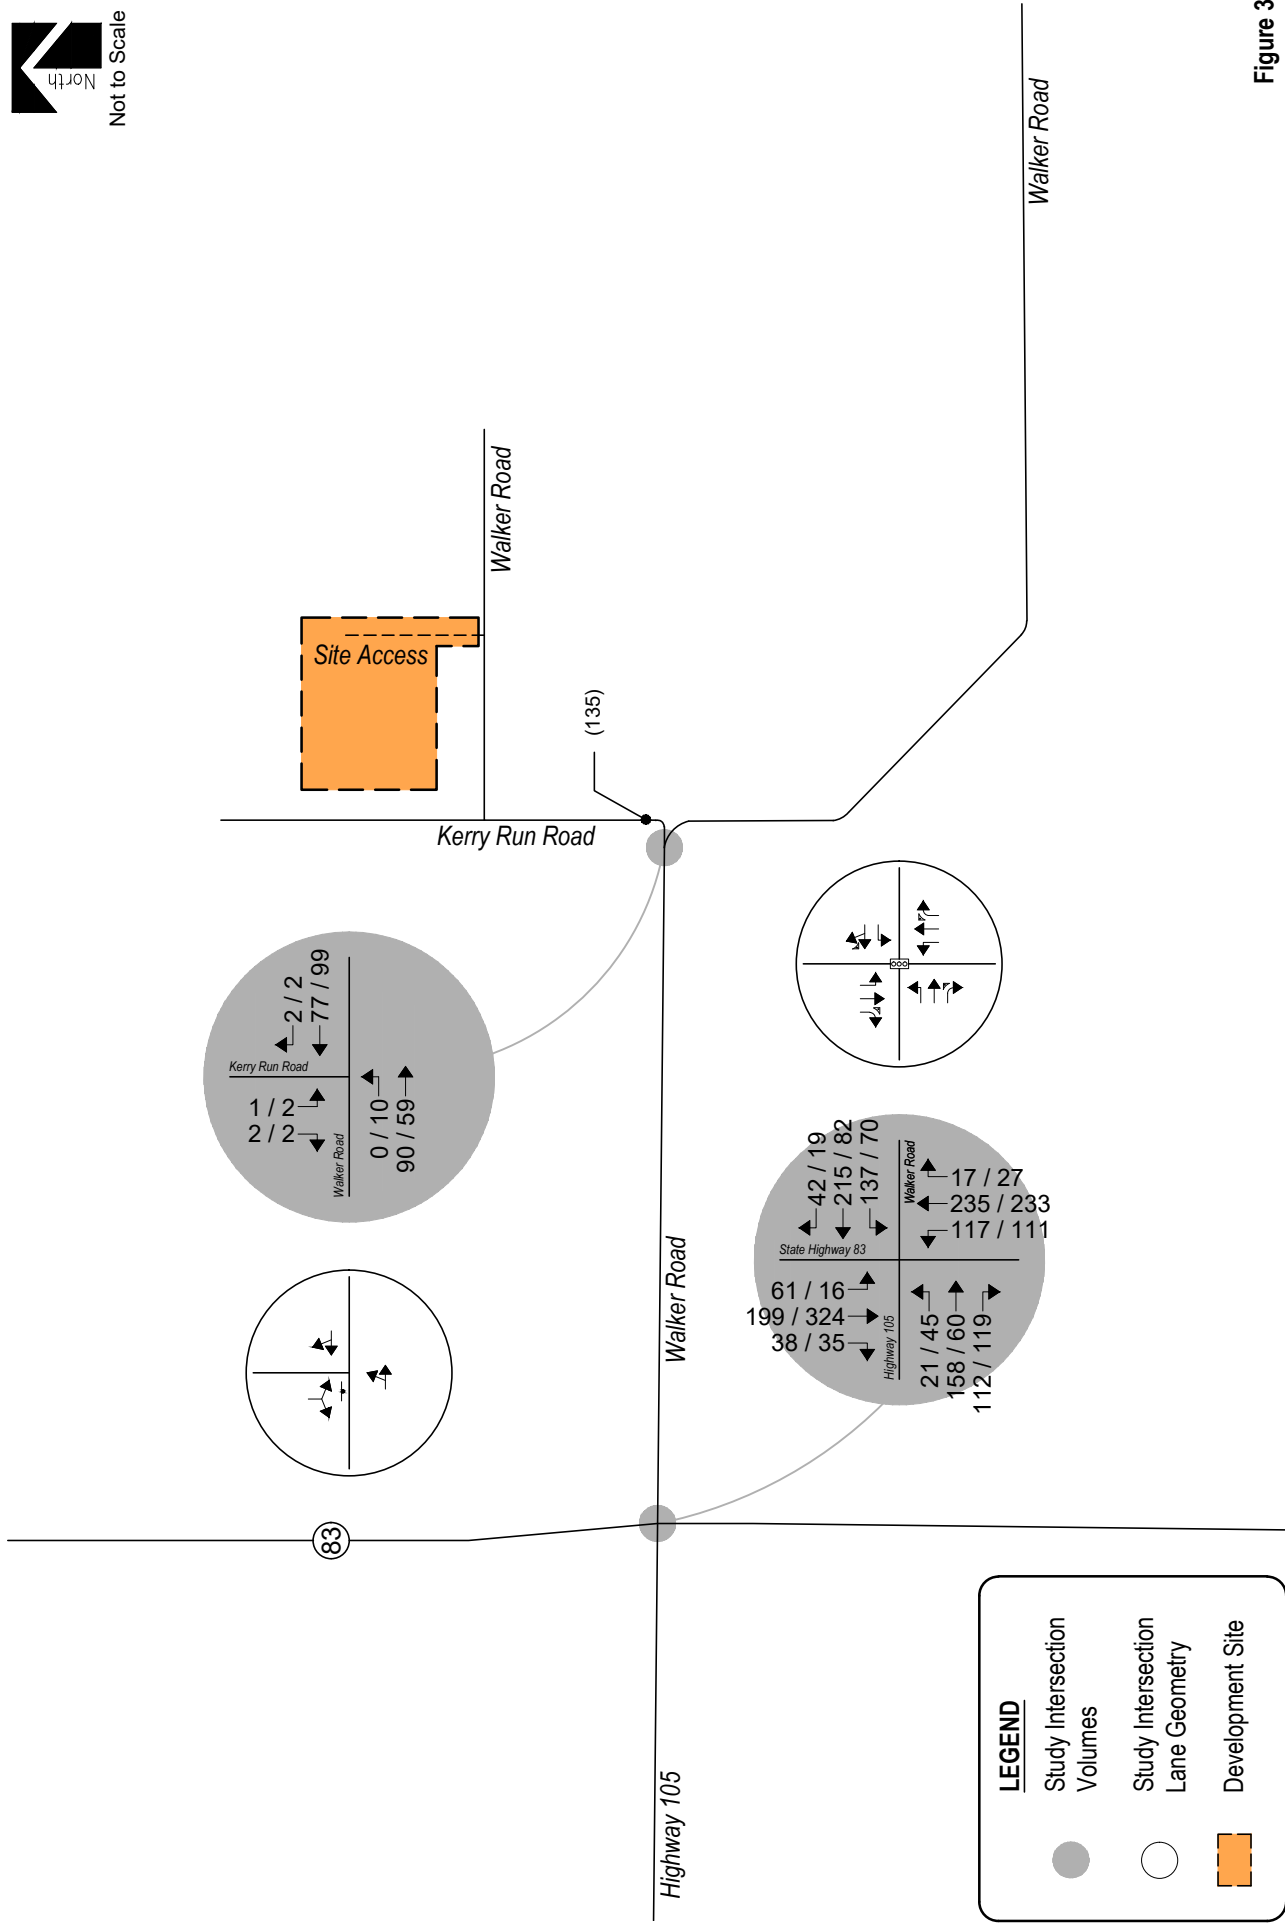 North
Not to Scale
Figure 3
Walker Road
Walker Road
Site Access
(135)
Kerry Run Road
Kerry Run Road
2 / 2
77 / 99
1 / 2
2 / 2
Walker Road
0 / 10
90 / 59
Walker Road
State Highway 83
42 / 19
215 / 82
137 / 70
Walker Road
17 / 27
235 / 233
117 / 111
61 / 16
199 / 324
38 / 35
Highway 105
21 / 45
158 / 60
112 / 119
83
Highway 105
LEGEND
Study Intersection
Volumes
Study Intersection
Lane Geometry
Development Site